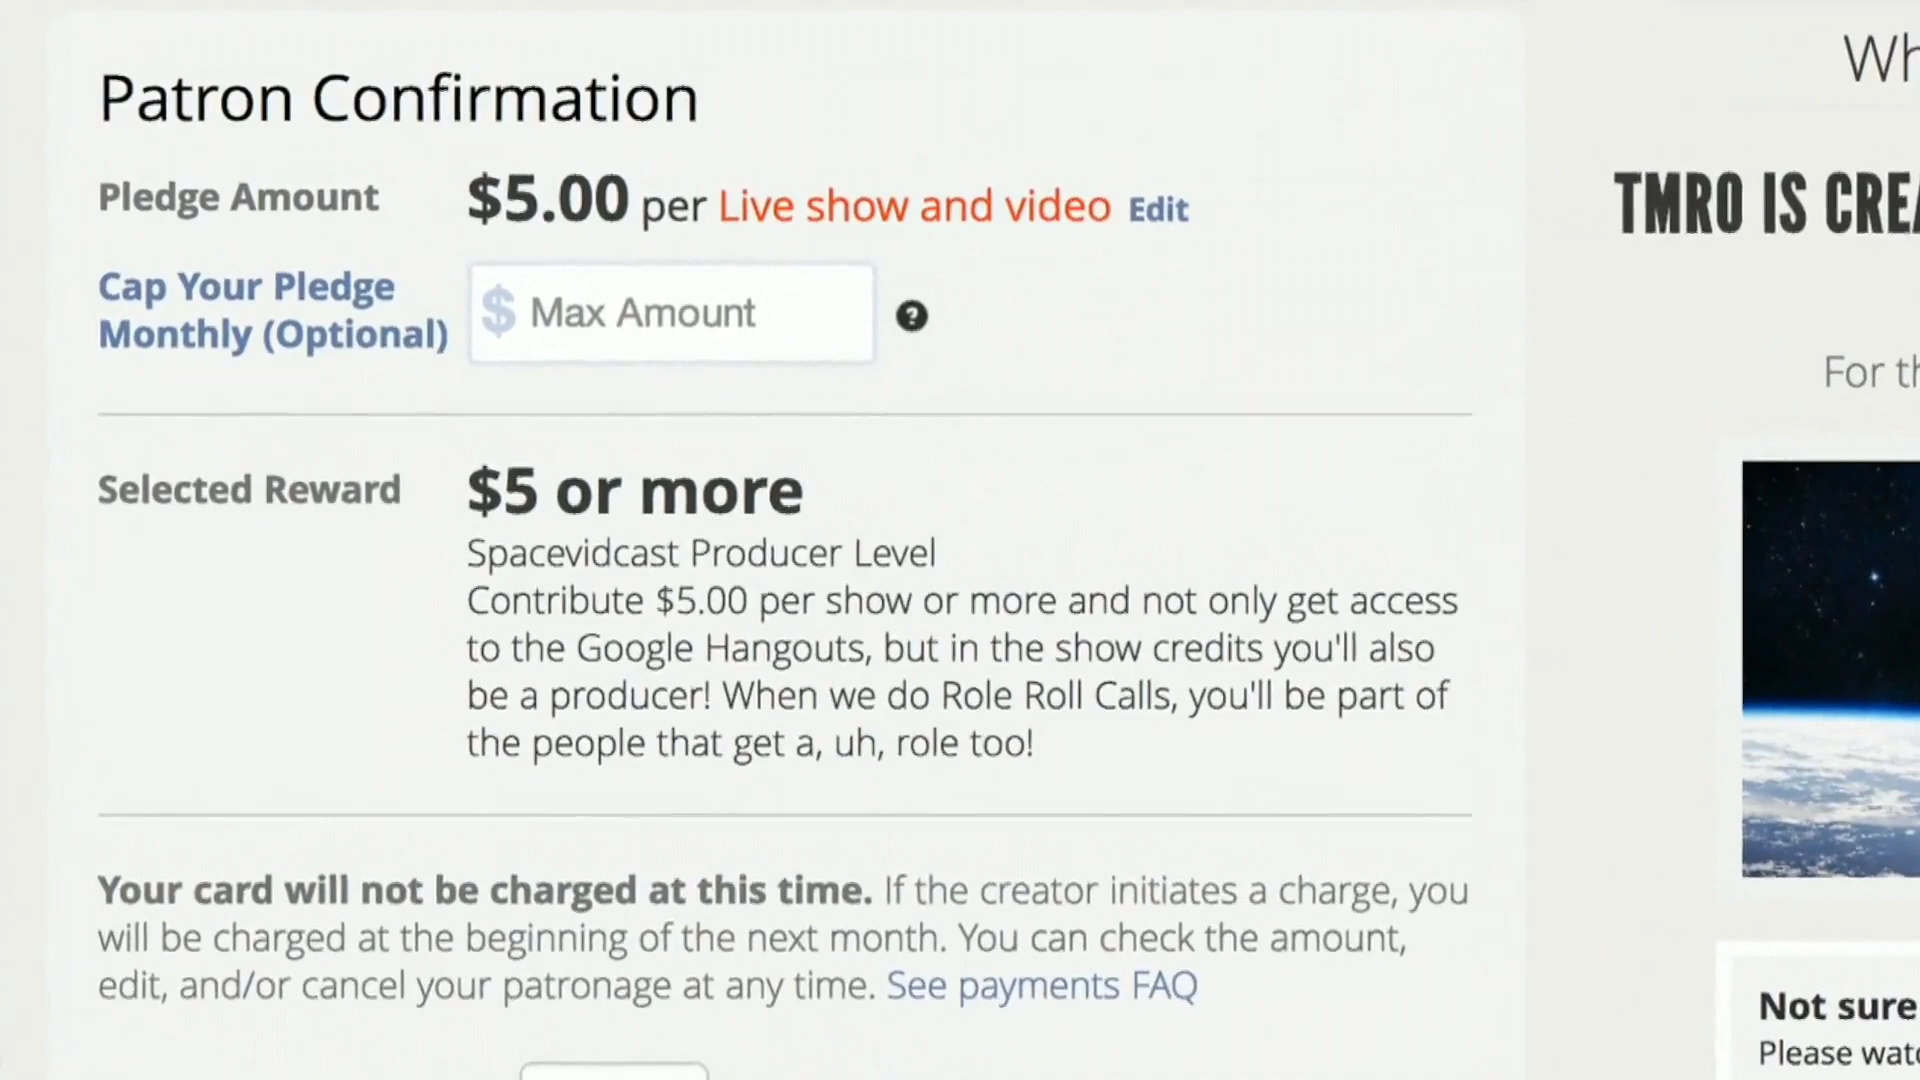 Patron Confirmation
Pledge Amount $5.00 per Live show and video Edit
Cap Your Pledge
Monthly (Optional)
$ Max Amount ?
Selected Reward $5 or more
Spacevidcast Producer Level
Contribute $5.00 per show or more and not only get access
to the Google Hangouts, but in the show credits you'll also
be a producer! When we do Role Roll Calls, you'll be part of
the people that get a, uh, role too!
Your card will not be charged at this time. If the creator initiates a charge, you
will be charged at the beginning of the next month. You can check the amount,
edit, and/or cancel your patronage at any time. See payments FAQ
TMRO IS
For
Not sure
Please